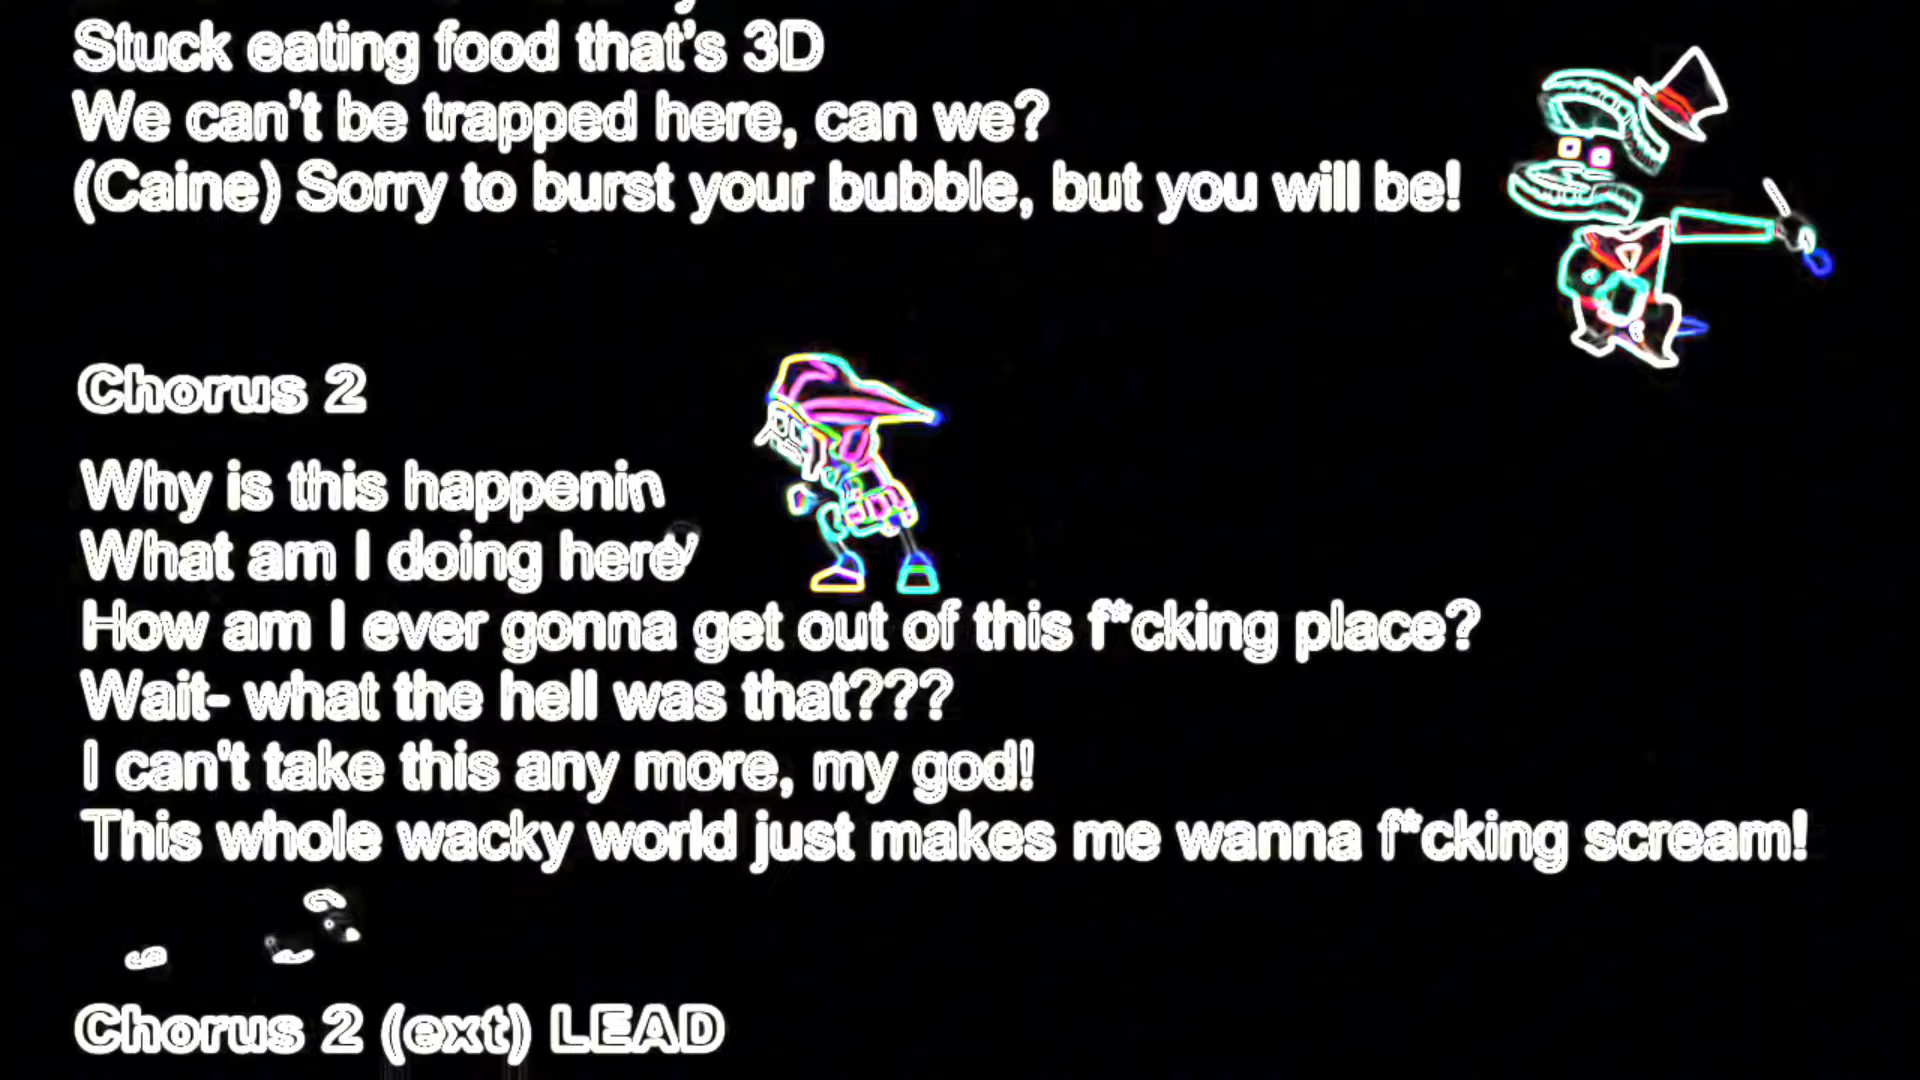 Stuck eating food that's 3D
We can't be trapped here, can we?
(Caine) Sorry to burst your bubble, but you will be!
Chorus 2
Why is this happenin
What am I doing here
How am I ever gonna get out of this f*cking place?
Wait- what the hell was that???
I can't take this any more, my god!
This whole wacky world just makes me wanna f*cking scream!
Chorus 2 (ext) LEAD